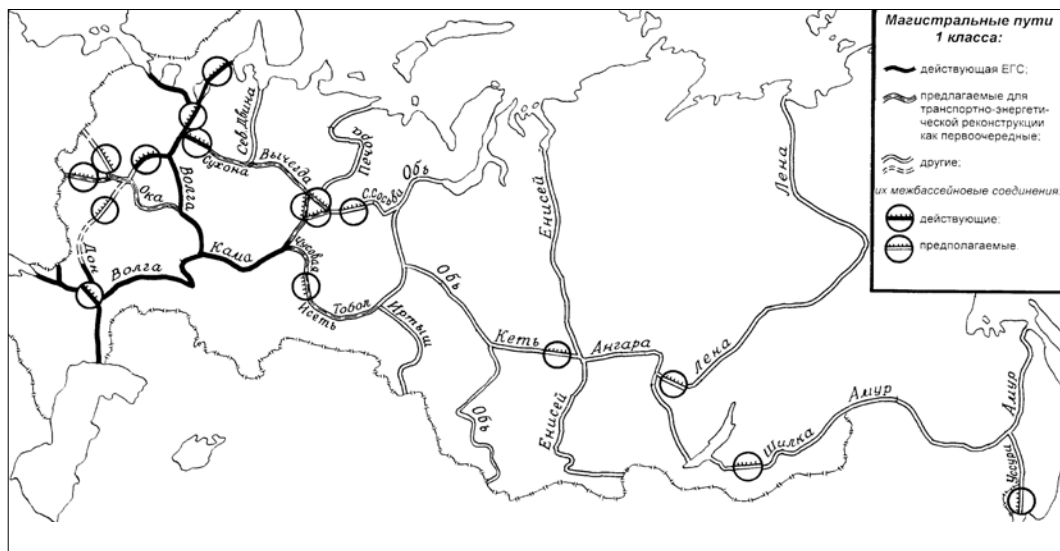 Магистральные пути
1 класса:
действующая ЕГС;
предлагаемые для
транспортно-энергети-
ческой реконструкции
как первоочередные;
другие;
их межбассейновые соединения:
действующие;
предполагаемые.
Сев. Двина
Печора
Сухона
Вычегда
С. Сосьва
Обь
Енисей
Лена
Волга
Ока
Дон
Волга
Кама
Чусовая
Исеть
Тобол
Иртыш
Обь
Кеть
Ангара
Лена
Обь
Енисей
Шилка
Амур
Амур
Уссури